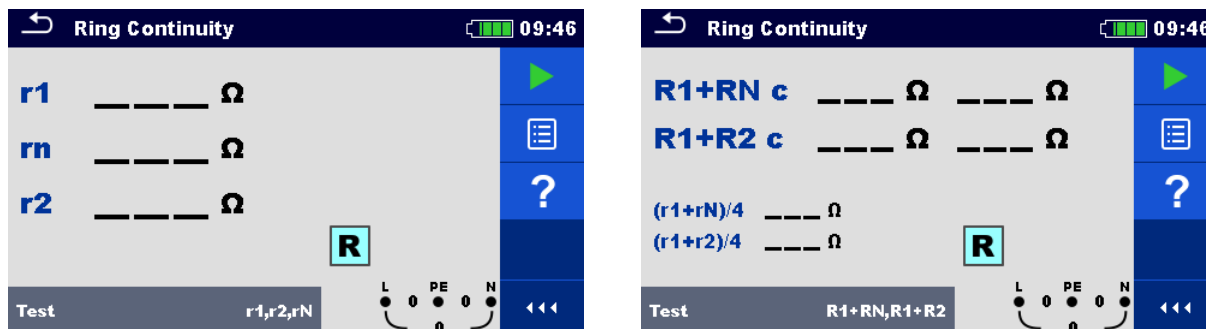 Ring Continuity 09:46
r1 ___ Ω
rn ___ Ω
r2 ___ Ω
?
R
L PE N
0 0
0
Test r1,r2,rN
Ring Continuity 09:46
R1+RN c ___ Ω ___ Ω
R1+R2 c ___ Ω ___ Ω
?
(r1+rN)/4 ___ Ω
(r1+r2)/4 ___ Ω
R
L PE N
0 0
0
Test R1+RN,R1+R2